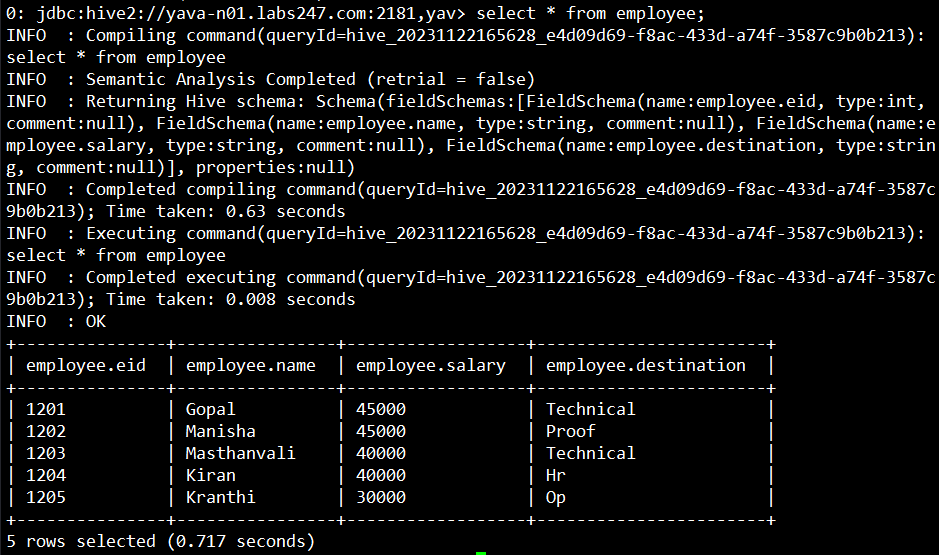 0: jdbc:hive2://yava-n01.labs247.com:2181,yav> select * from employee;
INFO  : Compiling command(queryId=hive_20231122165628_e4d09d69-f8ac-433d-a74f-3587c9b0b213):
select * from employee
INFO  : Semantic Analysis Completed (retrial = false)
INFO  : Returning Hive schema: Schema(fieldSchemas:[FieldSchema(name:employee.eid, type:int,
comment:null), FieldSchema(name:employee.name, type:string, comment:null), FieldSchema(name:e
mployee.salary, type:string, comment:null), FieldSchema(name:employee.destination, type:strin
g, comment:null)], properties:null)
INFO  : Completed compiling command(queryId=hive_20231122165628_e4d09d69-f8ac-433d-a74f-3587c
9b0b213); Time taken: 0.63 seconds
INFO  : Executing command(queryId=hive_20231122165628_e4d09d69-f8ac-433d-a74f-3587c9b0b213):
select * from employee
INFO  : Completed executing command(queryId=hive_20231122165628_e4d09d69-f8ac-433d-a74f-3587c
9b0b213); Time taken: 0.008 seconds
INFO  : OK
+---------------+----------------+------------------+-----------------------+
| employee.eid  | employee.name  | employee.salary  | employee.destination  |
+---------------+----------------+------------------+-----------------------+
| 1201          | Gopal          | 45000            | Technical             |
| 1202          | Manisha        | 45000            | Proof                 |
| 1203          | Masthanvali    | 40000            | Technical             |
| 1204          | Kiran          | 40000            | Hr                    |
| 1205          | Kranthi        | 30000            | Op                    |
+---------------+----------------+------------------+-----------------------+
5 rows selected (0.717 seconds)